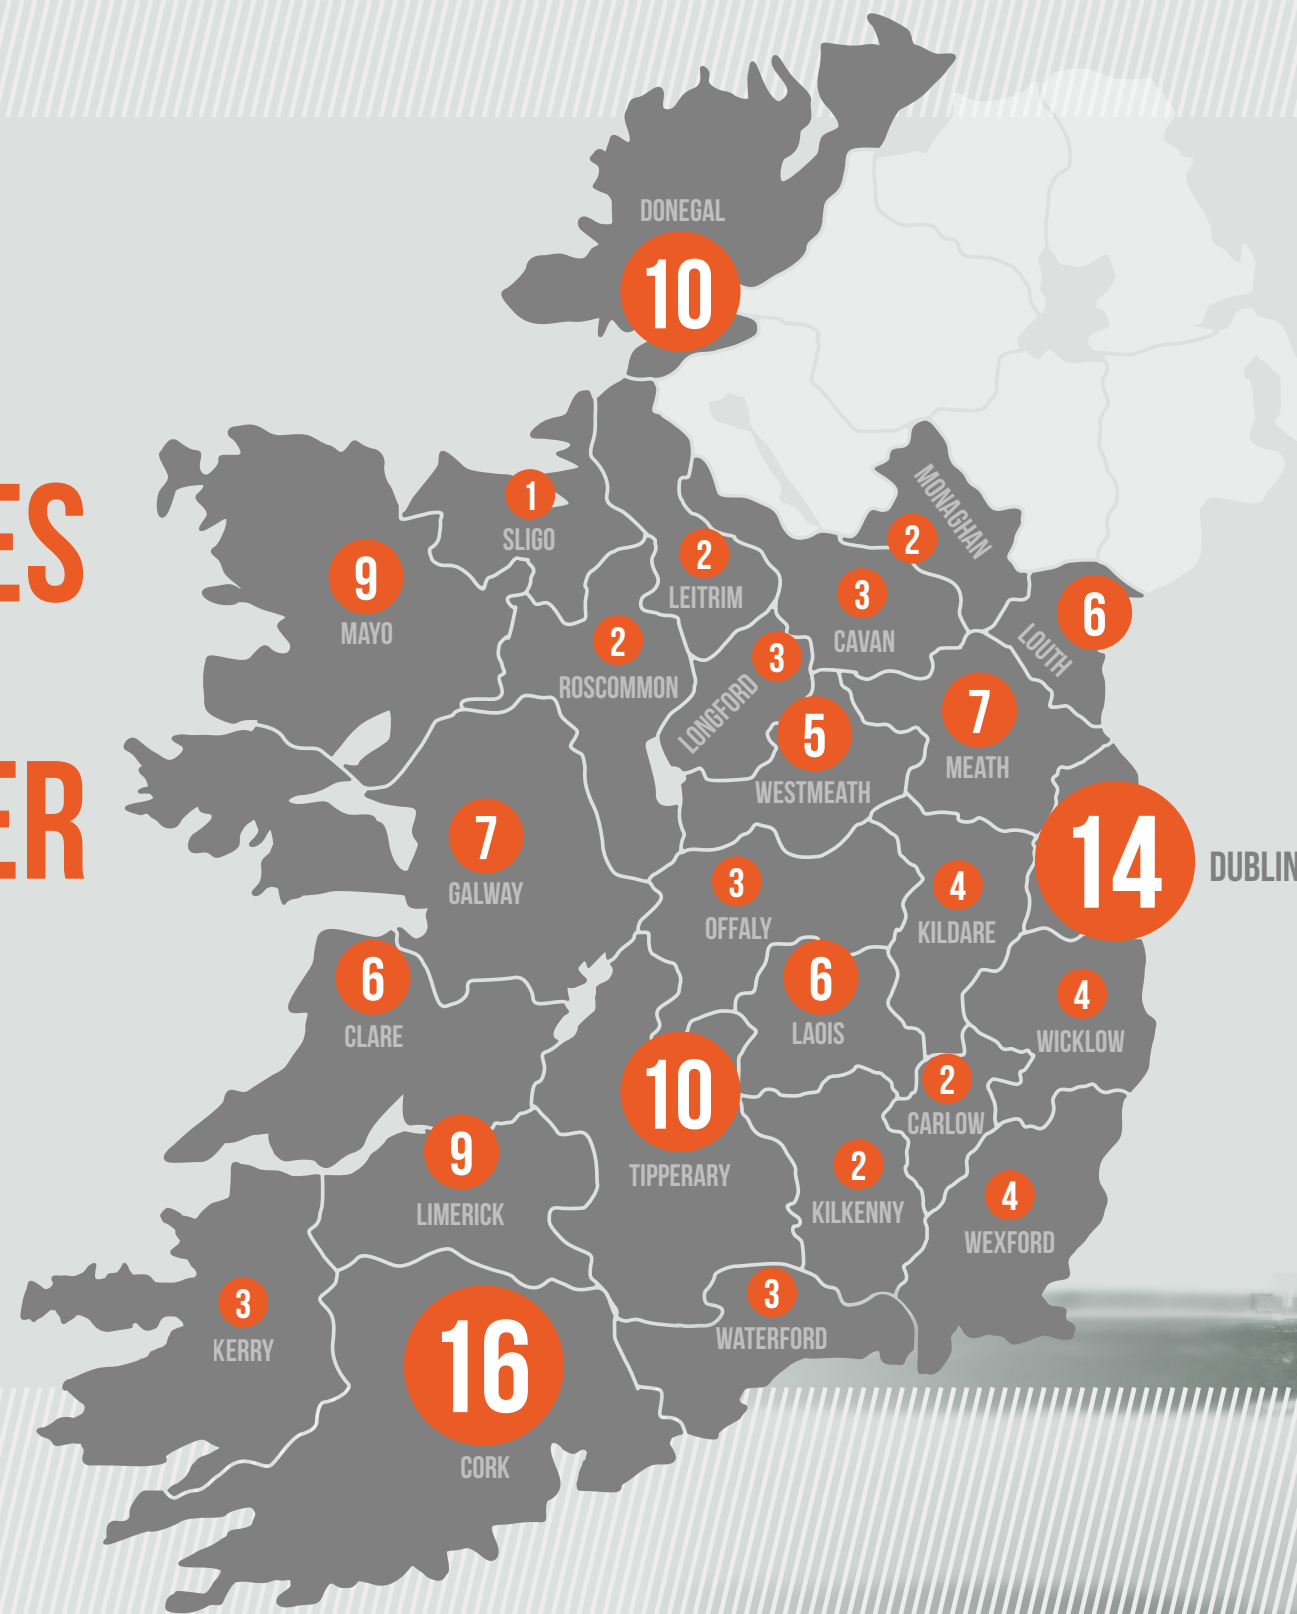 ES
ER
DONEGAL
10
1
SLIGO
9
MAYO
2
LEITRIM
MONAGHAN
2
3
CAVAN
6
LOUTH
2
ROSCOMMON
3
LONGFORD
5
WESTMEATH
7
MEATH
14
DUBLIN
7
GALWAY
3
OFFALY
4
KILDARE
6
CLARE
6
LAOIS
4
WICKLOW
10
TIPPERARY
2
CARLOW
9
LIMERICK
2
KILKENNY
4
WEXFORD
3
KERRY
3
WATERFORD
16
CORK